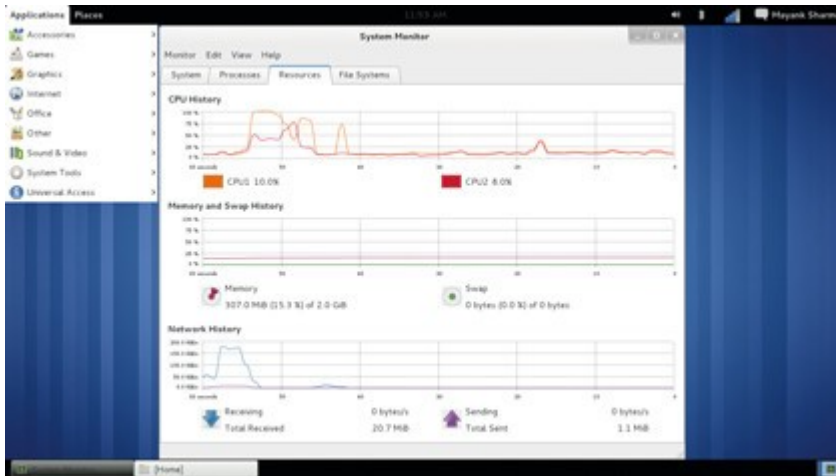 Applications Places 11:53 AM Mayank Sharm
Accessories
Games
Graphics
Internet
Office
Other
Sound & Video
System Tools
Universal Access
System Monitor
Monitor Edit View Help
System Processes Resources File Systems
CPU History
CPU1 10.0% CPU2 8.0%
Memory and Swap History
Memory Swap
307.0 MiB (15.3 %) of 2.0 GiB 0 bytes (0.0 %) of 0 bytes
Network History
Receiving 0 bytes/s Sending 0 bytes/s
Total Received 20.7 MiB Total Sent 1.1 MiB
[Home]